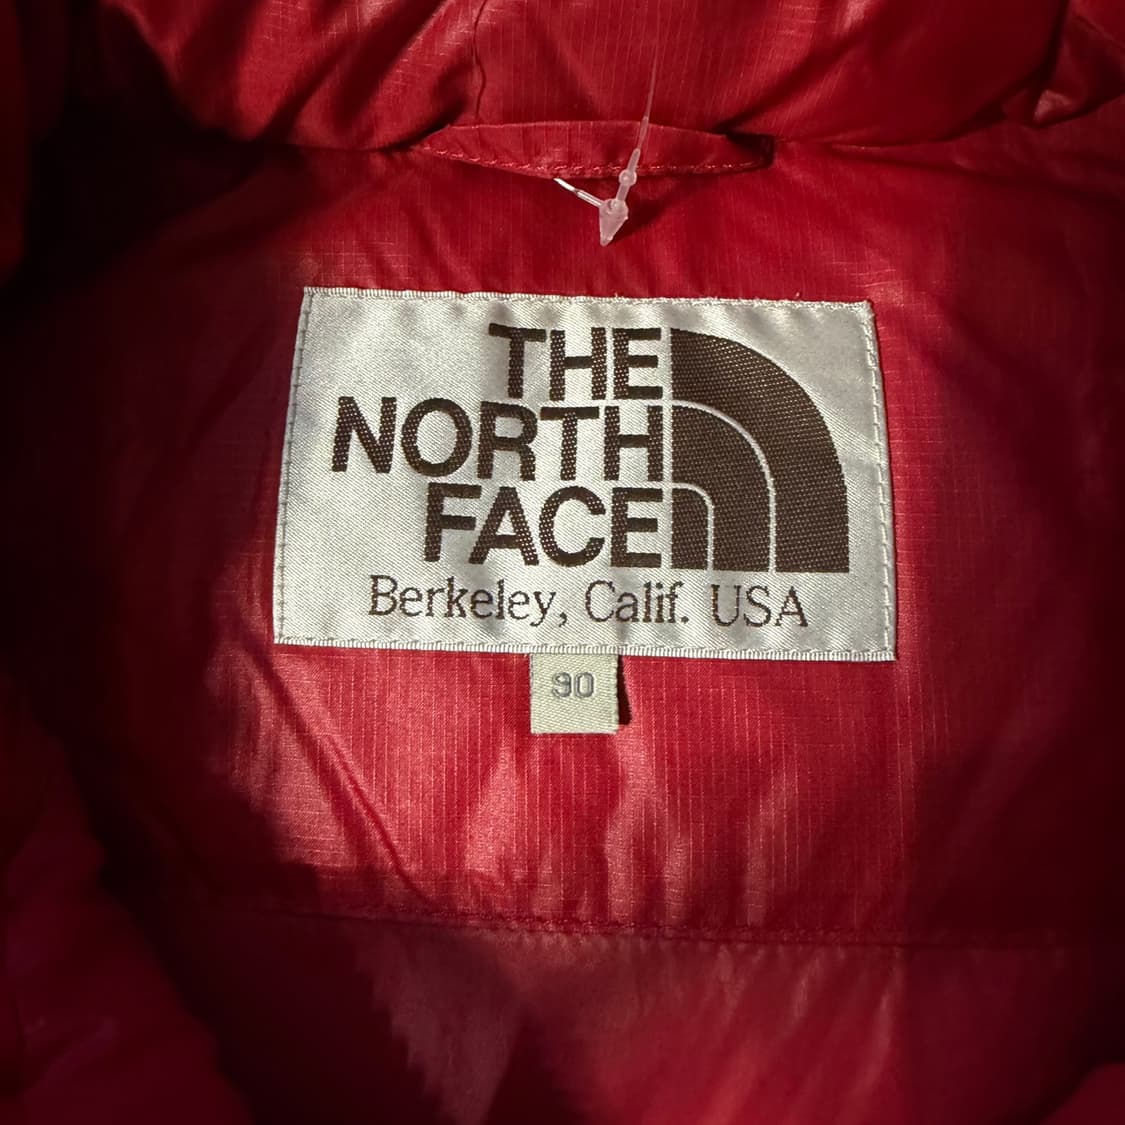 THE
NORTH
FACE
Berkeley, Calif. USA
90